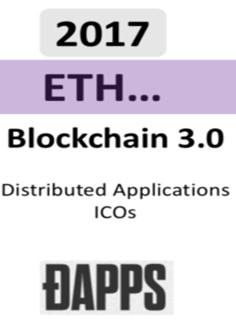 2017
ETH...
Blockchain 3.0
Distributed Applications
ICOs
ĐAPPS